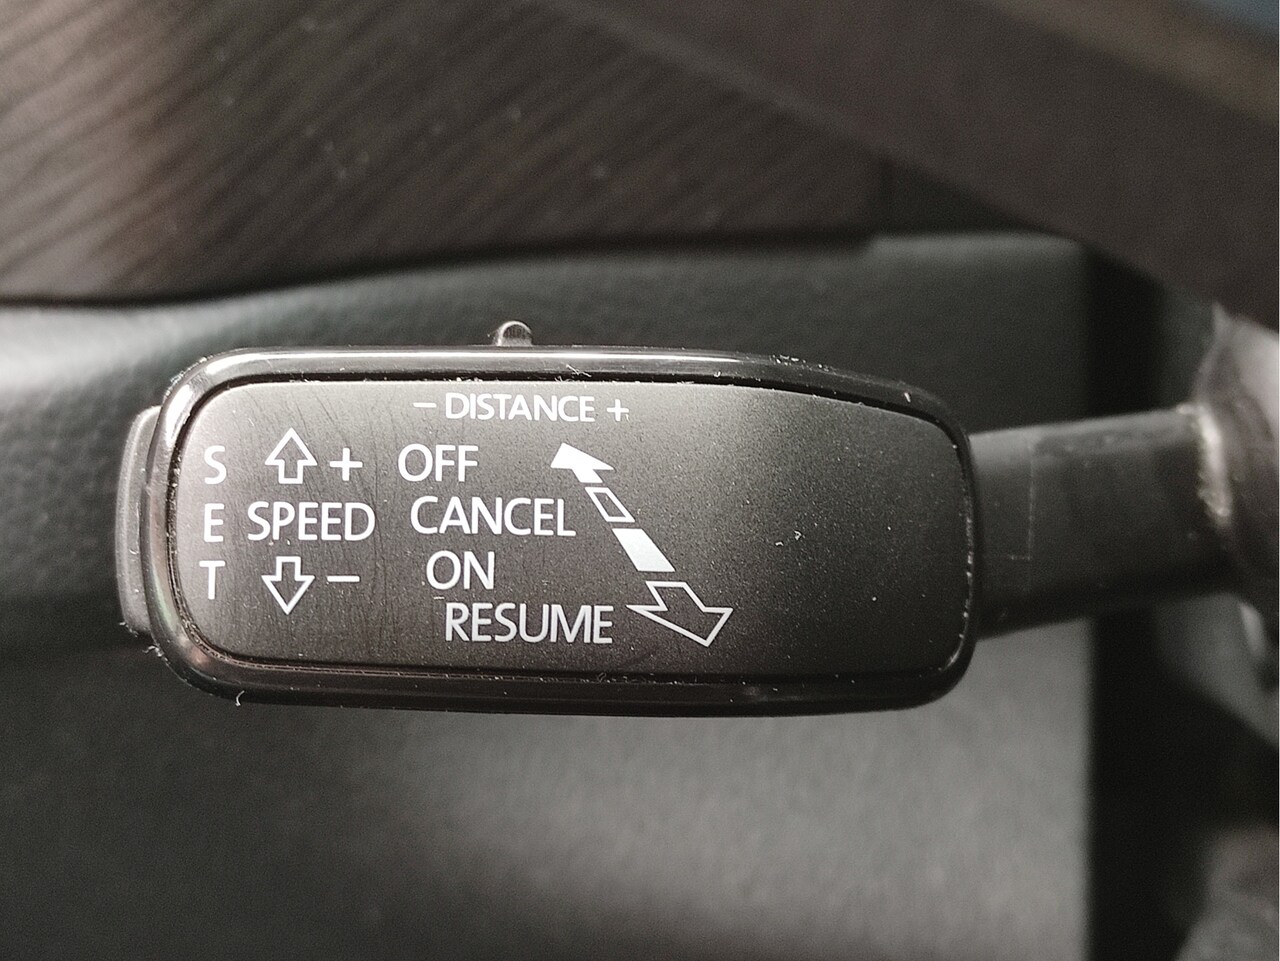 - DISTANCE +
S
E
T
+
SPEED
-
OFF
CANCEL
ON
RESUME